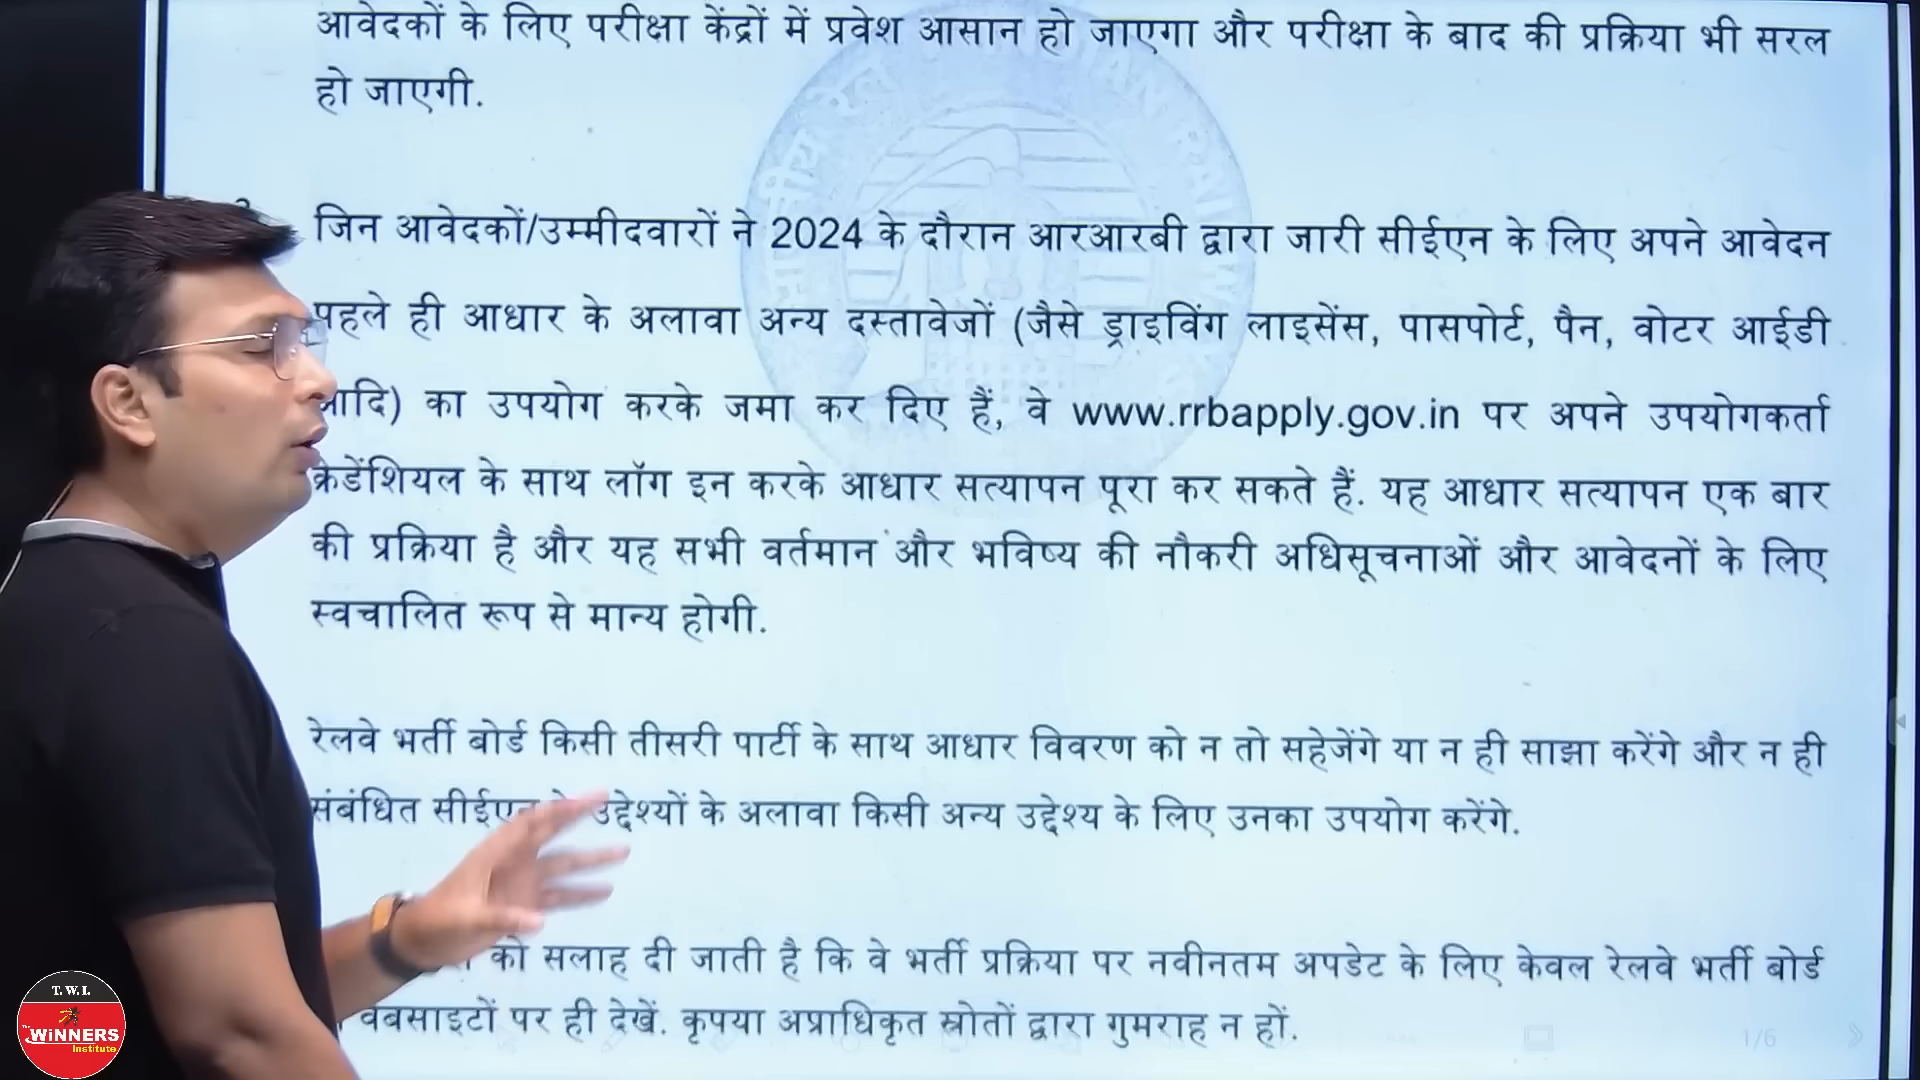 आवेदकों के लिए परीक्षा केंद्रों में प्रवेश आसान हो जाएगा और परीक्षा के बाद की प्रक्रिया भी सरल
हो जाएगी.
जिन आवेदकों/उम्मीदवारों ने 2024 के दौरान आरआरबी द्वारा जारी सीईएन के लिए अपने आवेदन
पहले ही आधार के अलावा अन्य दस्तावेजों (जैसे ड्राइविंग लाइसेंस, पासपोर्ट, पैन, वोटर आईडी
आदि) का उपयोग करके जमा कर दिए हैं, वे www.rrbapply.gov.in पर अपने उपयोगकर्ता
क्रेडेंशियल के साथ लॉग इन करके आधार सत्यापन पूरा कर सकते हैं. यह आधार सत्यापन एक बार
की प्रक्रिया है और यह सभी वर्तमान और भविष्य की नौकरी अधिसूचनाओं और आवेदनों के लिए
स्वचालित रूप से मान्य होगी.
रेलवे भर्ती बोर्ड किसी तीसरी पार्टी के साथ आधार विवरण को न तो सहेजेंगे या न ही साझा करेंगे और न ही
संबंधित सीईएन के उद्देश्यों के अलावा किसी अन्य उद्देश्य के लिए उनका उपयोग करेंगे.
को सलाह दी जाती है कि वे भर्ती प्रक्रिया पर नवीनतम अपडेट के लिए केवल रेलवे भर्ती बोर्ड
वेबसाइटों पर ही देखें. कृपया अप्राधिकृत स्रोतों द्वारा गुमराह न हों.
1/6
T.W.I.
The WiNNERS
Institute